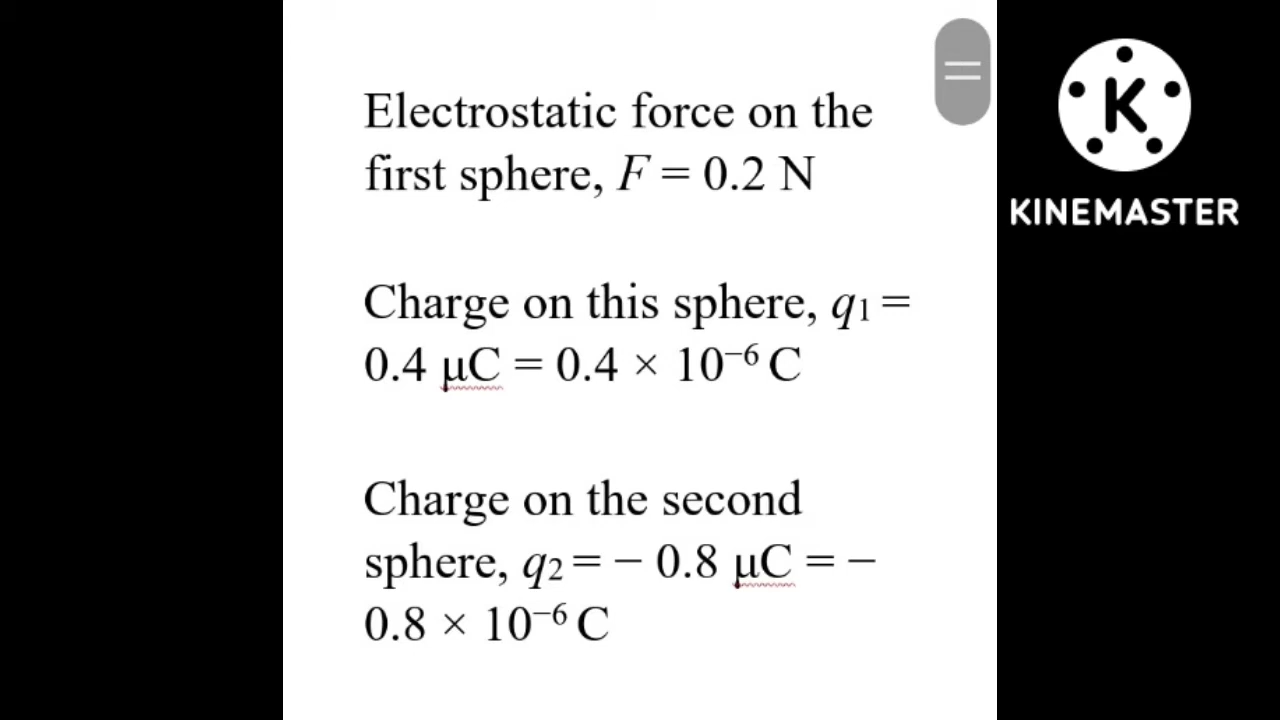 Electrostatic force on the
first sphere, F = 0.2 N
Charge on this sphere, q1 =
0.4 μC = 0.4 × 10⁻⁶ C
Charge on the second
sphere, q2 = − 0.8 μC = −
0.8 × 10⁻⁶ C
K
KINEMASTER